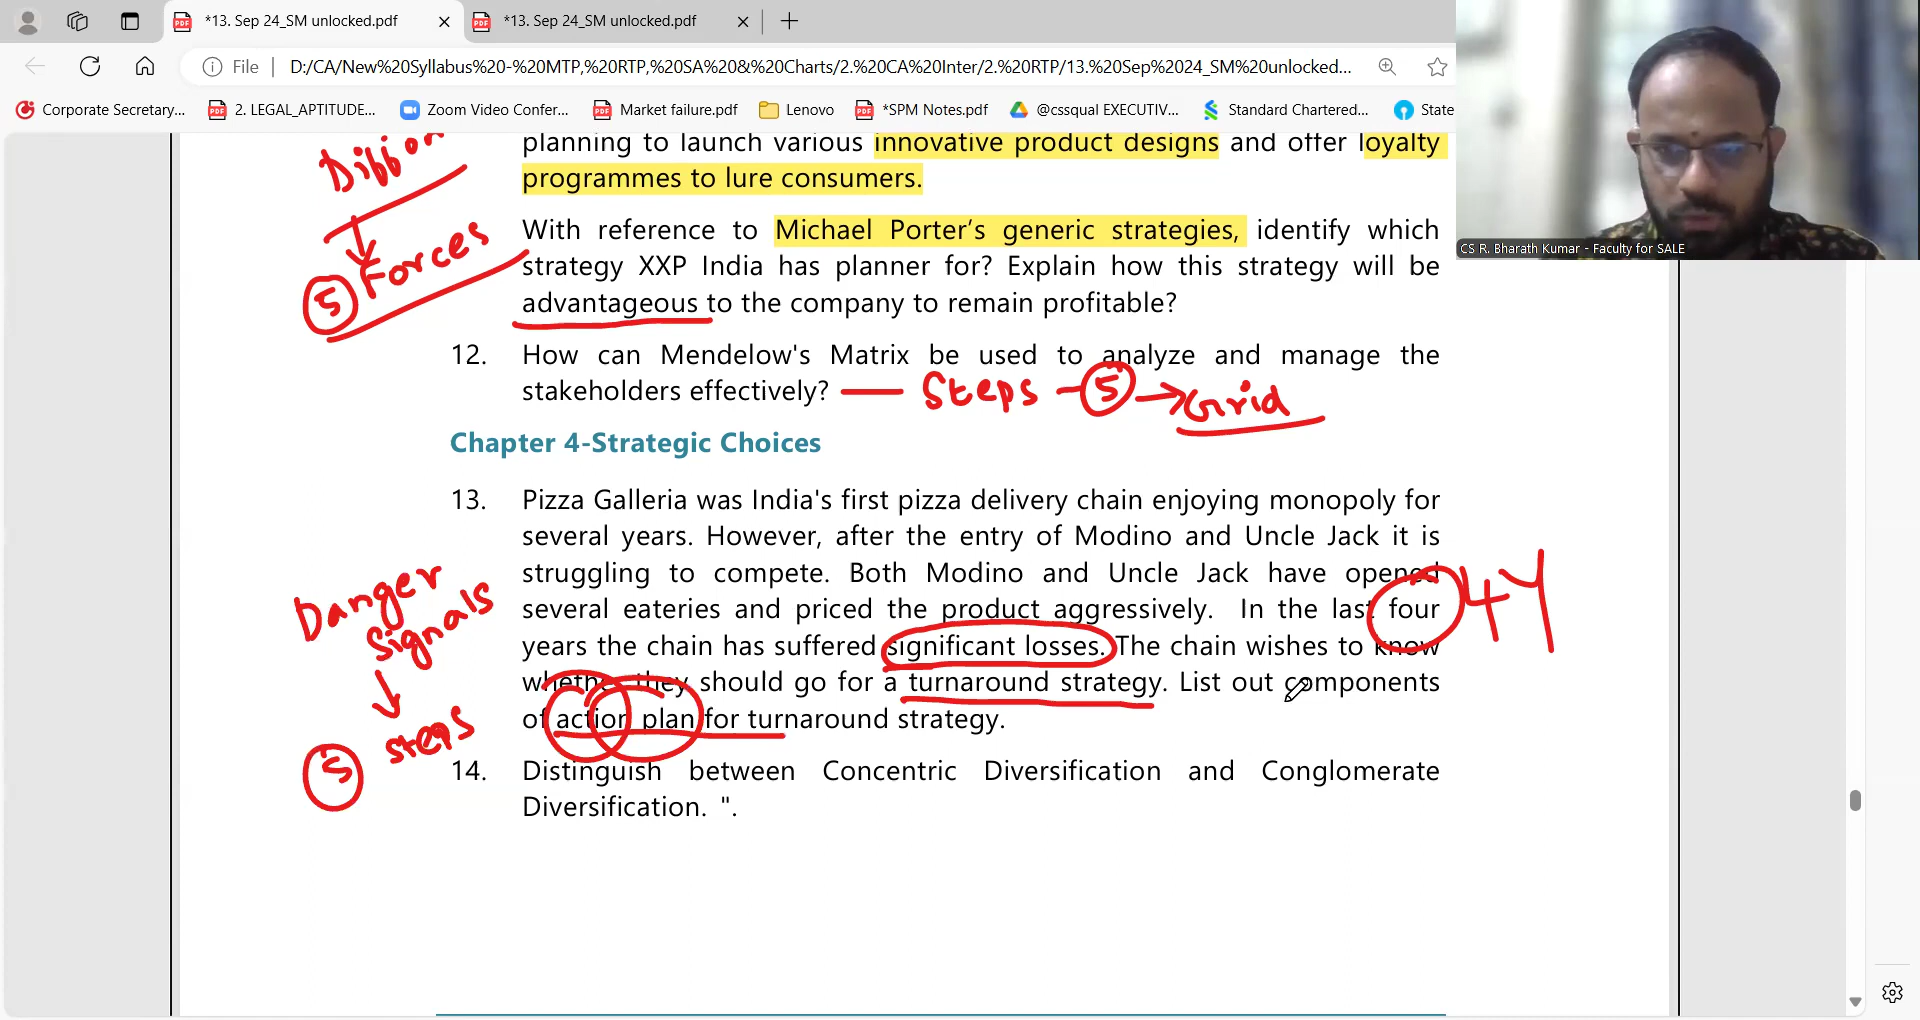 *13. Sep 24_SM unlocked.pdf
*13. Sep 24_SM unlocked.pdf
File
D:/CA/New%20Syllabus%20-%20MTP,%20RTP,%20SA%20&%20Charts/2.%20CA%20Inter/2.%20RTP/13.%20Sep%2024_SM%20unlocked...
Corporate Secretary...
2. LEGAL_APTITUDE...
Zoom Video Confer...
Market failure.pdf
Lenovo
*SPM Notes.pdf
@cssqual EXECUTIV...
Standard Chartered...
State
CS R. Bharath Kumar - Faculty for SALE
planning to launch various innovative product designs and offer loyalty
programmes to lure consumers.
With reference to Michael Porter's generic strategies, identify which
strategy XXP India has planner for? Explain how this strategy will be
advantageous to the company to remain profitable?
5 Forces
12. How can Mendelow's Matrix be used to analyze and manage the
stakeholders effectively? — Steps - 5 → Grid
Chapter 4-Strategic Choices
13. Pizza Galleria was India's first pizza delivery chain enjoying monopoly for
several years. However, after the entry of Modino and Uncle Jack it is
struggling to compete. Both Modino and Uncle Jack have opened
several eateries and priced the product aggressively. In the last four
years the chain has suffered significant losses. The chain wishes to know
whether they should go for a turnaround strategy. List out components
of action plan for turnaround strategy.
4Y
Danger
signals
steps
5
14. Distinguish between Concentric Diversification and Conglomerate
Diversification. ".